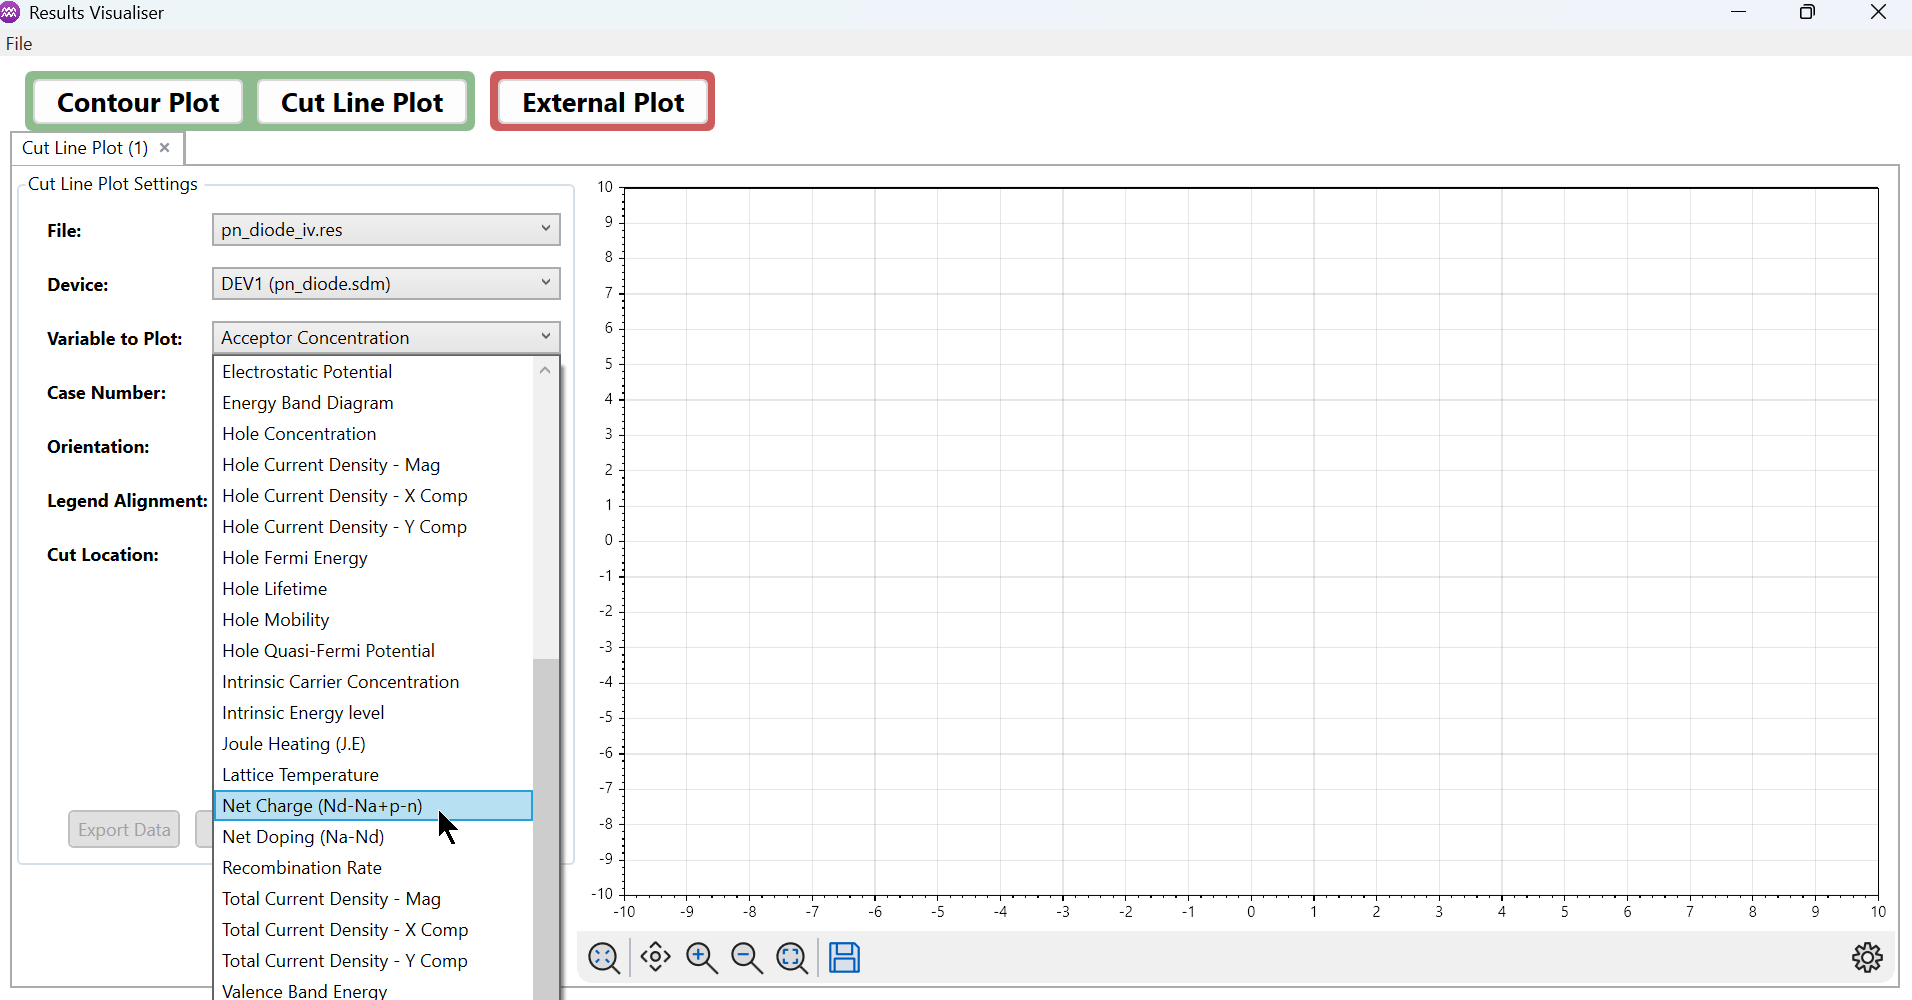 Results Visualiser
File
Contour Plot
Cut Line Plot
External Plot
Cut Line Plot (1)
Cut Line Plot Settings
File:
pn_diode_iv.res
Device:
DEV1 (pn_diode.sdm)
Variable to Plot:
Acceptor Concentration
Case Number:
Orientation:
Legend Alignment:
Cut Location:
Electrostatic Potential
Energy Band Diagram
Hole Concentration
Hole Current Density - Mag
Hole Current Density - X Comp
Hole Current Density - Y Comp
Hole Fermi Energy
Hole Lifetime
Hole Mobility
Hole Quasi-Fermi Potential
Intrinsic Carrier Concentration
Intrinsic Energy level
Joule Heating (J.E)
Lattice Temperature
Net Charge (Nd-Na+p-n)
Net Doping (Na-Nd)
Recombination Rate
Total Current Density - Mag
Total Current Density - X Comp
Total Current Density - Y Comp
Valence Band Energy
Export Data
10
9
8
7
6
5
4
3
2
1
0
-1
-2
-3
-4
-5
-6
-7
-8
-9
-10
-10 -9 -8 -7 -6 -5 -4 -3 -2 -1 0 1 2 3 4 5 6 7 8 9 10